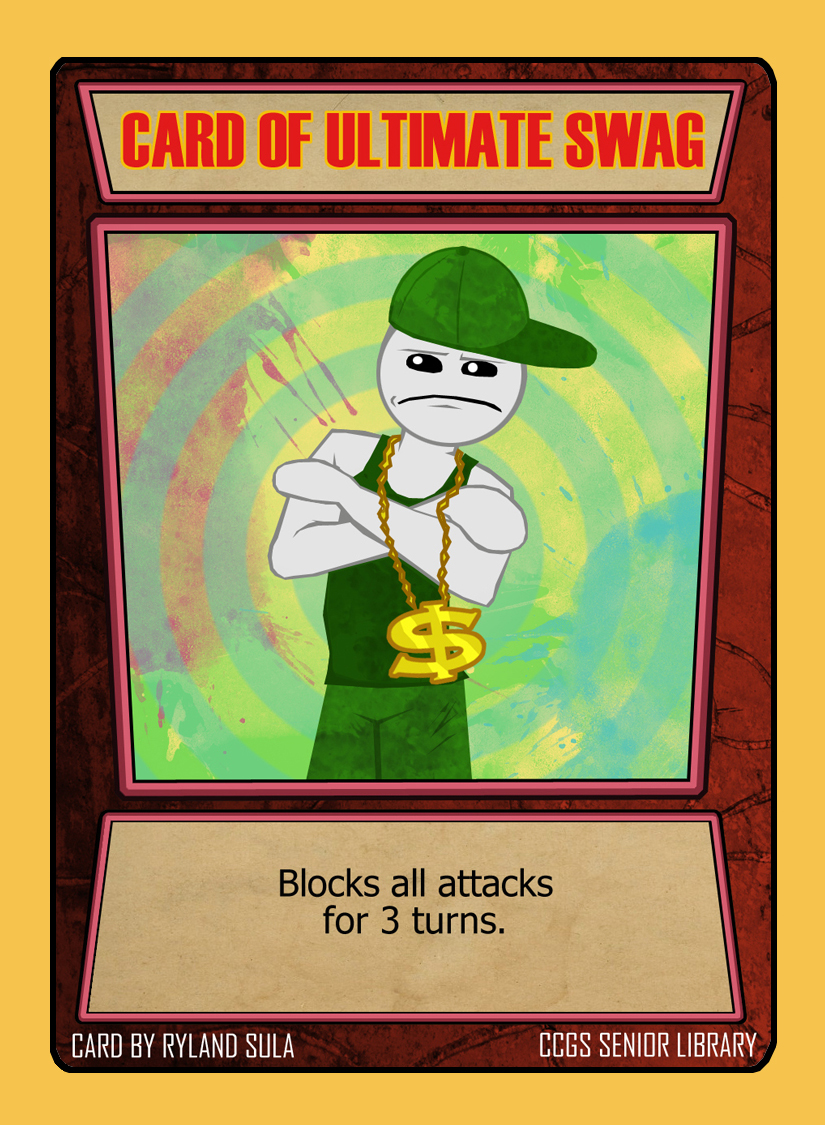 CARD OF ULTIMATE SWAG
$
Blocks all attacks
for 3 turns.
CARD BY RYLAND SULA
CCGS SENIOR LIBRARY